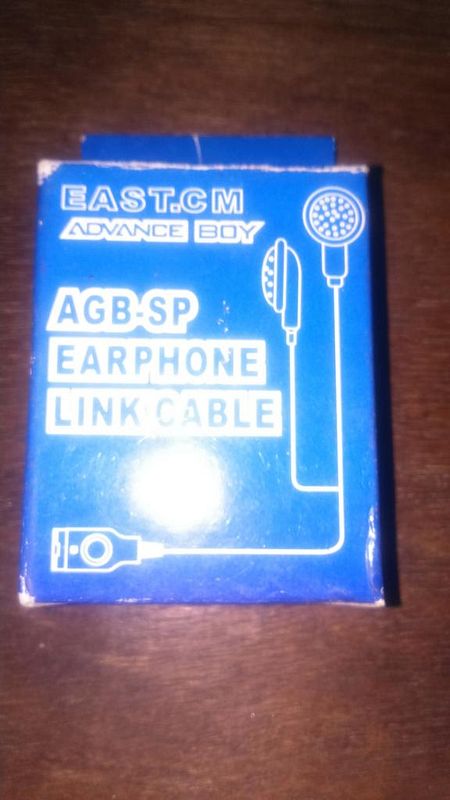 EAST.CM
ADVANCE BOY
AGB-SP
EARPHONE
LINK CABLE